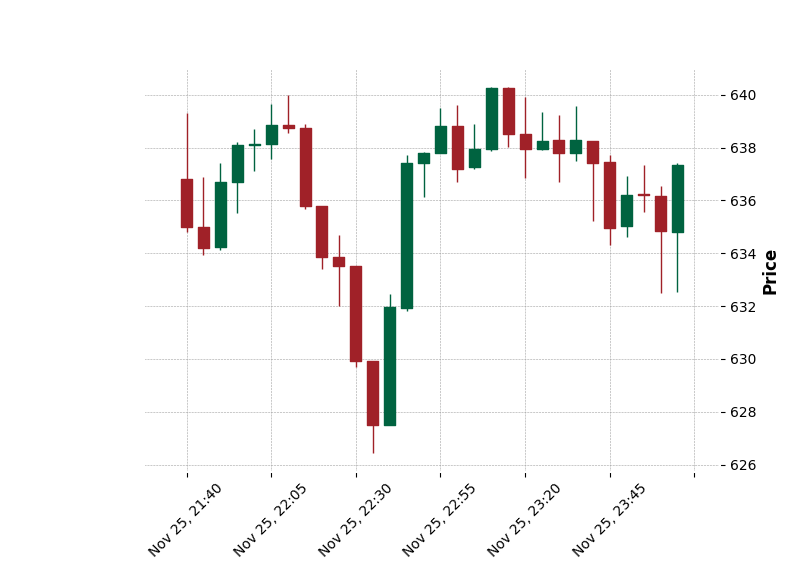 640
638
636
634
632
630
628
626
Price
Nov 25, 21:40
Nov 25, 22:05
Nov 25, 22:30
Nov 25, 22:55
Nov 25, 23:20
Nov 25, 23:45